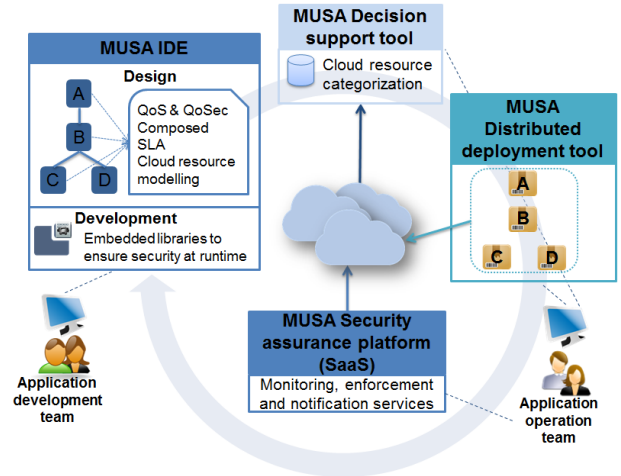 MUSA IDE
Design
A
B
C
D
QoS & QoSec
Composed
SLA
Cloud resource
modelling
Development
Embedded libraries to
ensure security at runtime
Application
development
team
MUSA Decision
support tool
Cloud resource
categorization
MUSA
Distributed
deployment tool
A
B
C
D
MUSA Security
assurance platform
(SaaS)
Monitoring, enforcement
and notification services
Application
operation
team